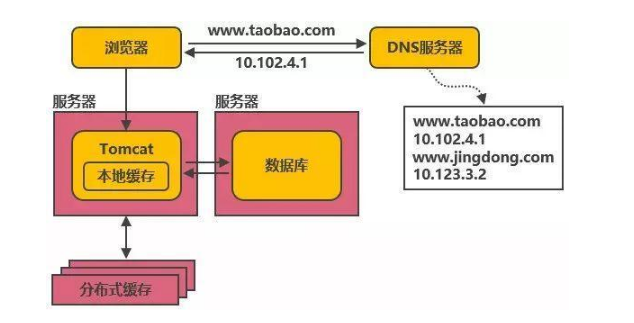 www.taobao.com
浏览器
DNS服务器
10.102.4.1
服务器
服务器
www.taobao.com
10.102.4.1
www.jingdong.com
10.123.3.2
Tomcat
本地缓存
数据库
分布式缓存